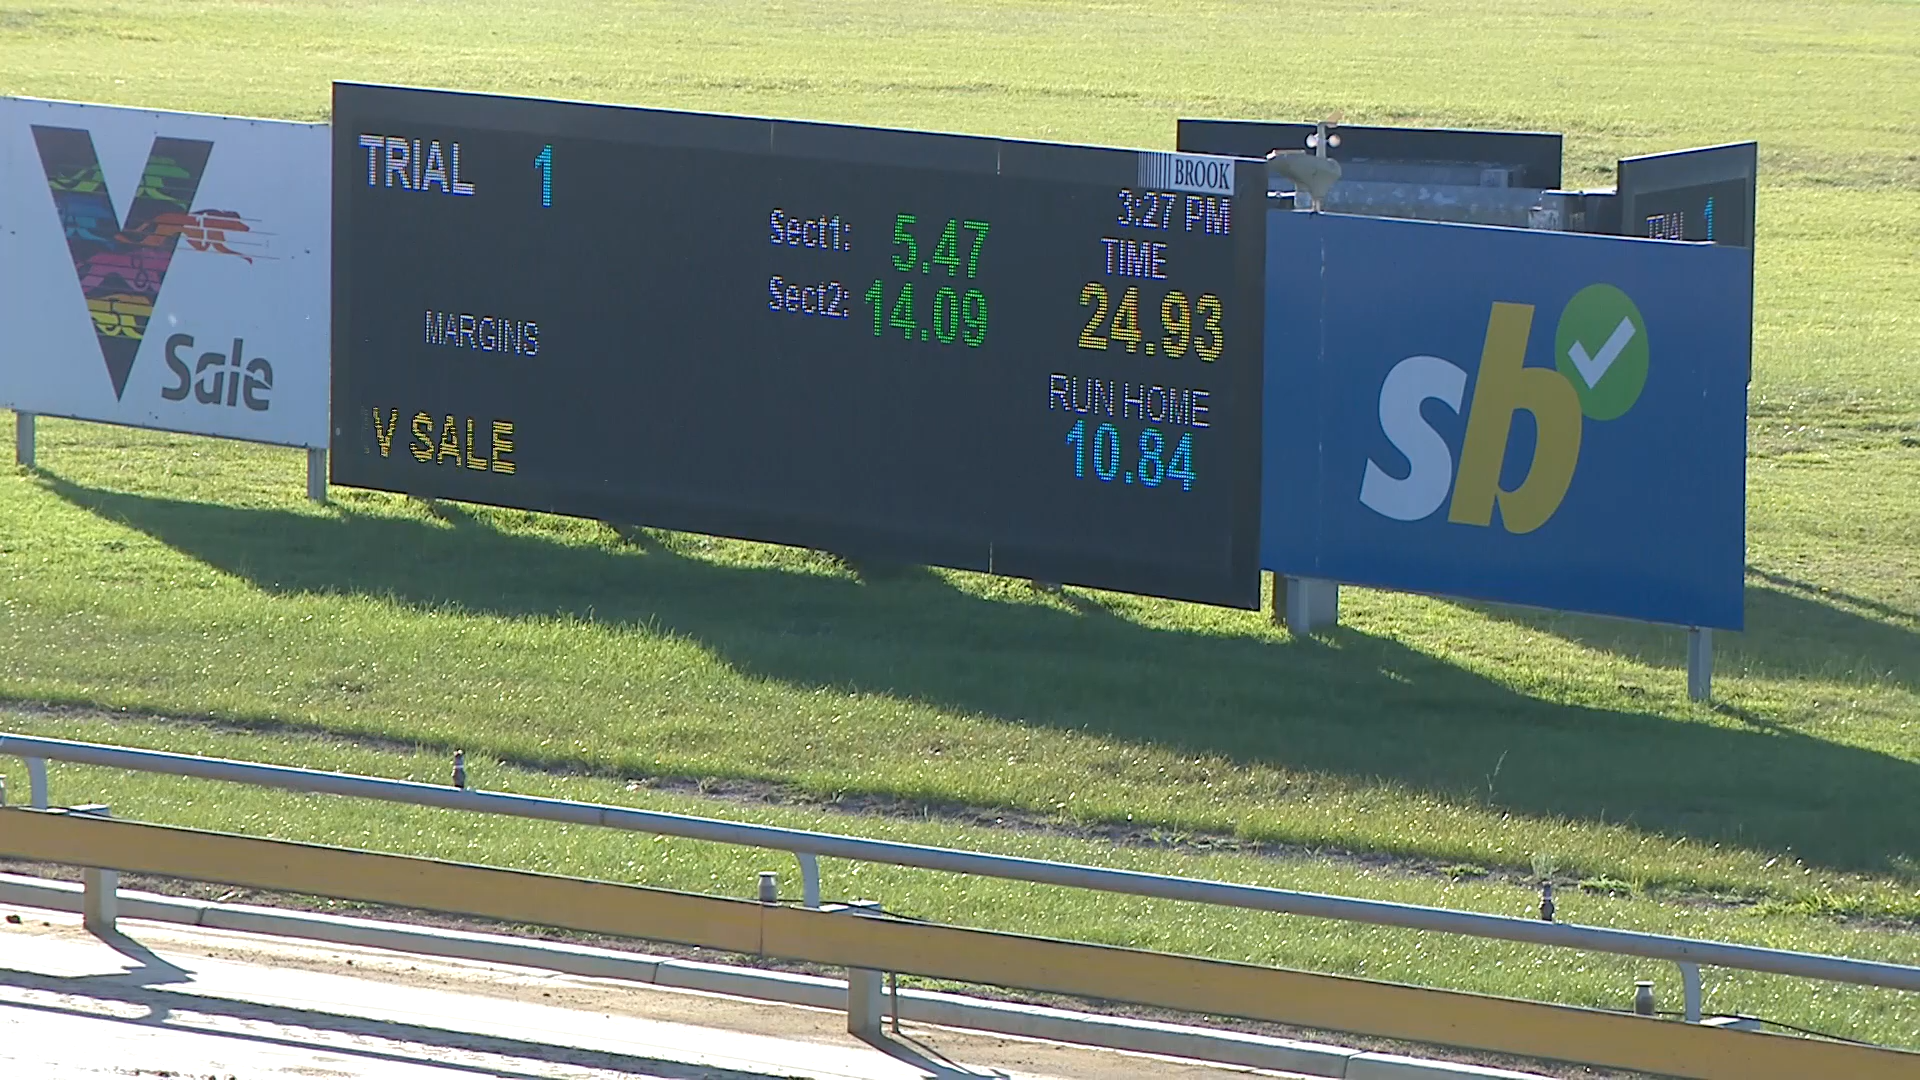 V
Sale
TRIAL 1
BROOK
3:27 PM
Sect1: 5.47
TIME
Sect2: 14.09
24.93
MARGINS
RUN HOME
10.84
V SALE
sb
TRIAL 1